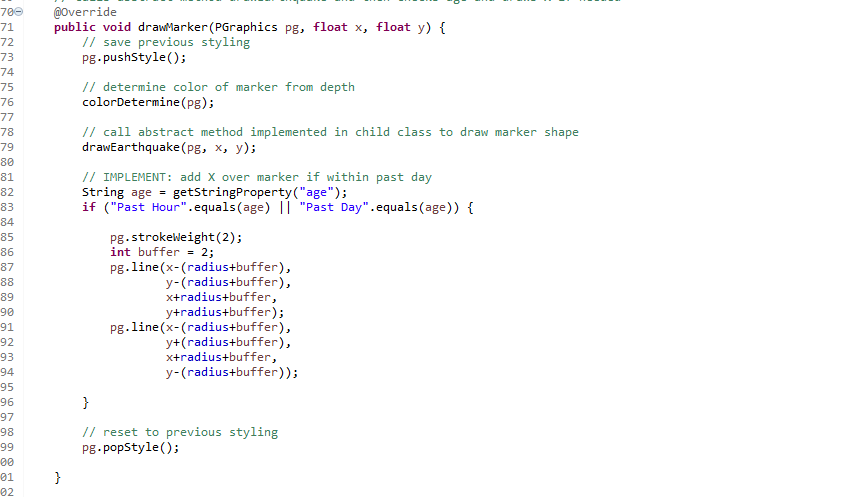 70 @Override
71 public void drawMarker(PGraphics pg, float x, float y) {
72 // save previous styling
73 pg.pushStyle();
74
75 // determine color of marker from depth
76 colorDetermine(pg);
77
78 // call abstract method implemented in child class to draw marker shape
79 drawEarthquake(pg, x, y);
80
81 // IMPLEMENT: add X over marker if within past day
82 String age = getStringProperty("age");
83 if ("Past Hour".equals(age) || "Past Day".equals(age)) {
84
85 pg.strokeWeight(2);
86 int buffer = 2;
87 pg.line(x-(radius+buffer),
88 y-(radius+buffer),
89 x+radius+buffer,
90 y+radius+buffer);
91 pg.line(x-(radius+buffer),
92 y+(radius+buffer),
93 x+radius+buffer,
94 y-(radius+buffer));
95
96 }
97
98 // reset to previous styling
99 pg.popStyle();
00
01 }
02